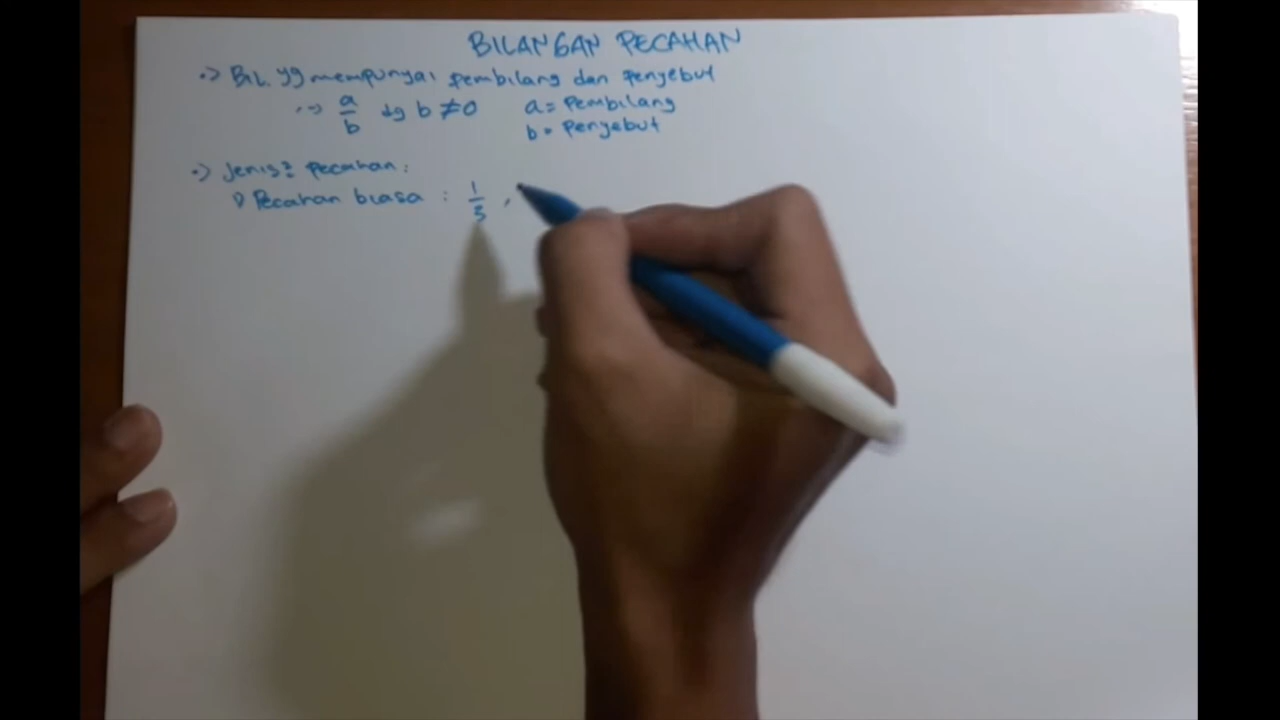 BILANGAN PECAHAN
•> BIL. yg mempunyai pembilang dan penyebut
⇢ a/b dg b ≠ 0 a = Pembilang
b = Penyebut
•> Jenis2 pecahan :
1) Pecahan biasa : 1/3 ,